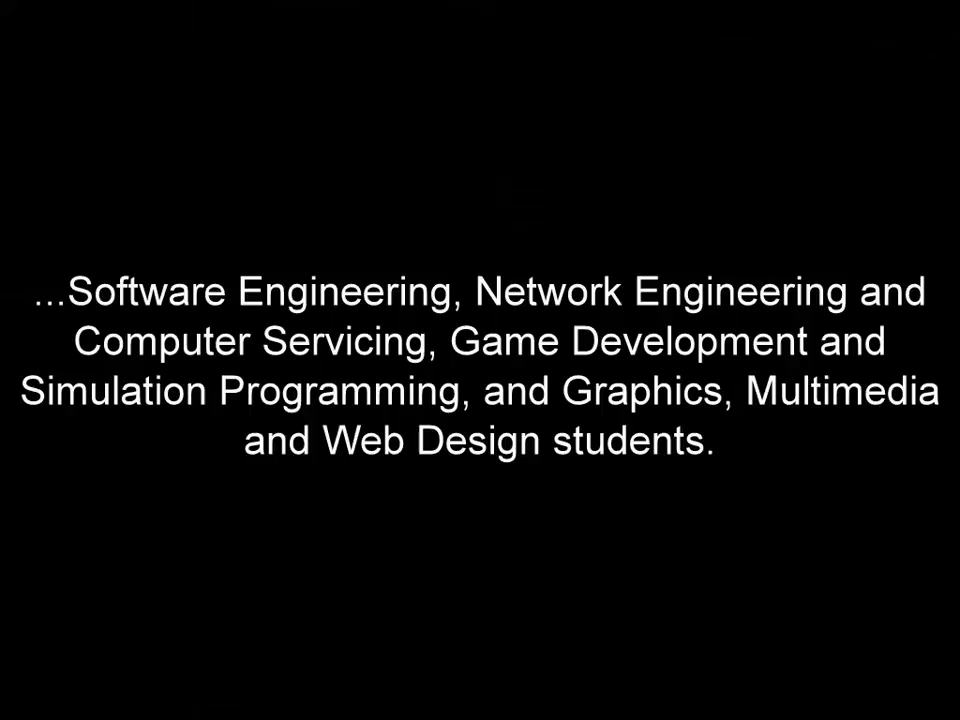 ...Software Engineering, Network Engineering and
Computer Servicing, Game Development and
Simulation Programming, and Graphics, Multimedia
and Web Design students.